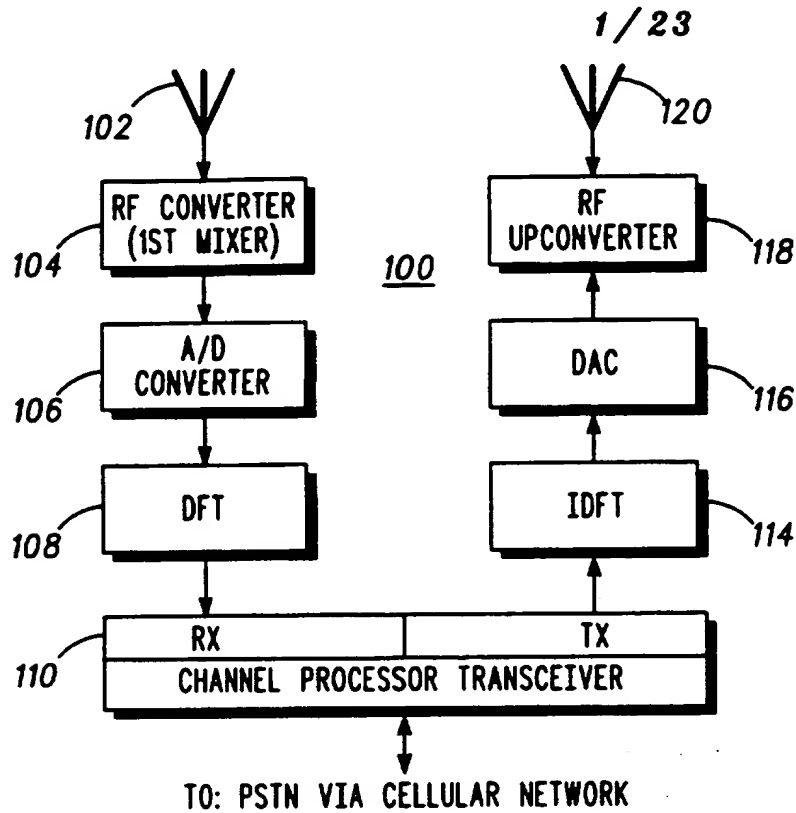 1/23
102
120
RF CONVERTER
(1ST MIXER)
104
100
RF
UPCONVERTER
118
A/D
CONVERTER
106
DAC
116
DFT
108
IDFT
114
RX
TX
110
CHANNEL PROCESSOR TRANSCEIVER
TO: PSTN VIA CELLULAR NETWORK